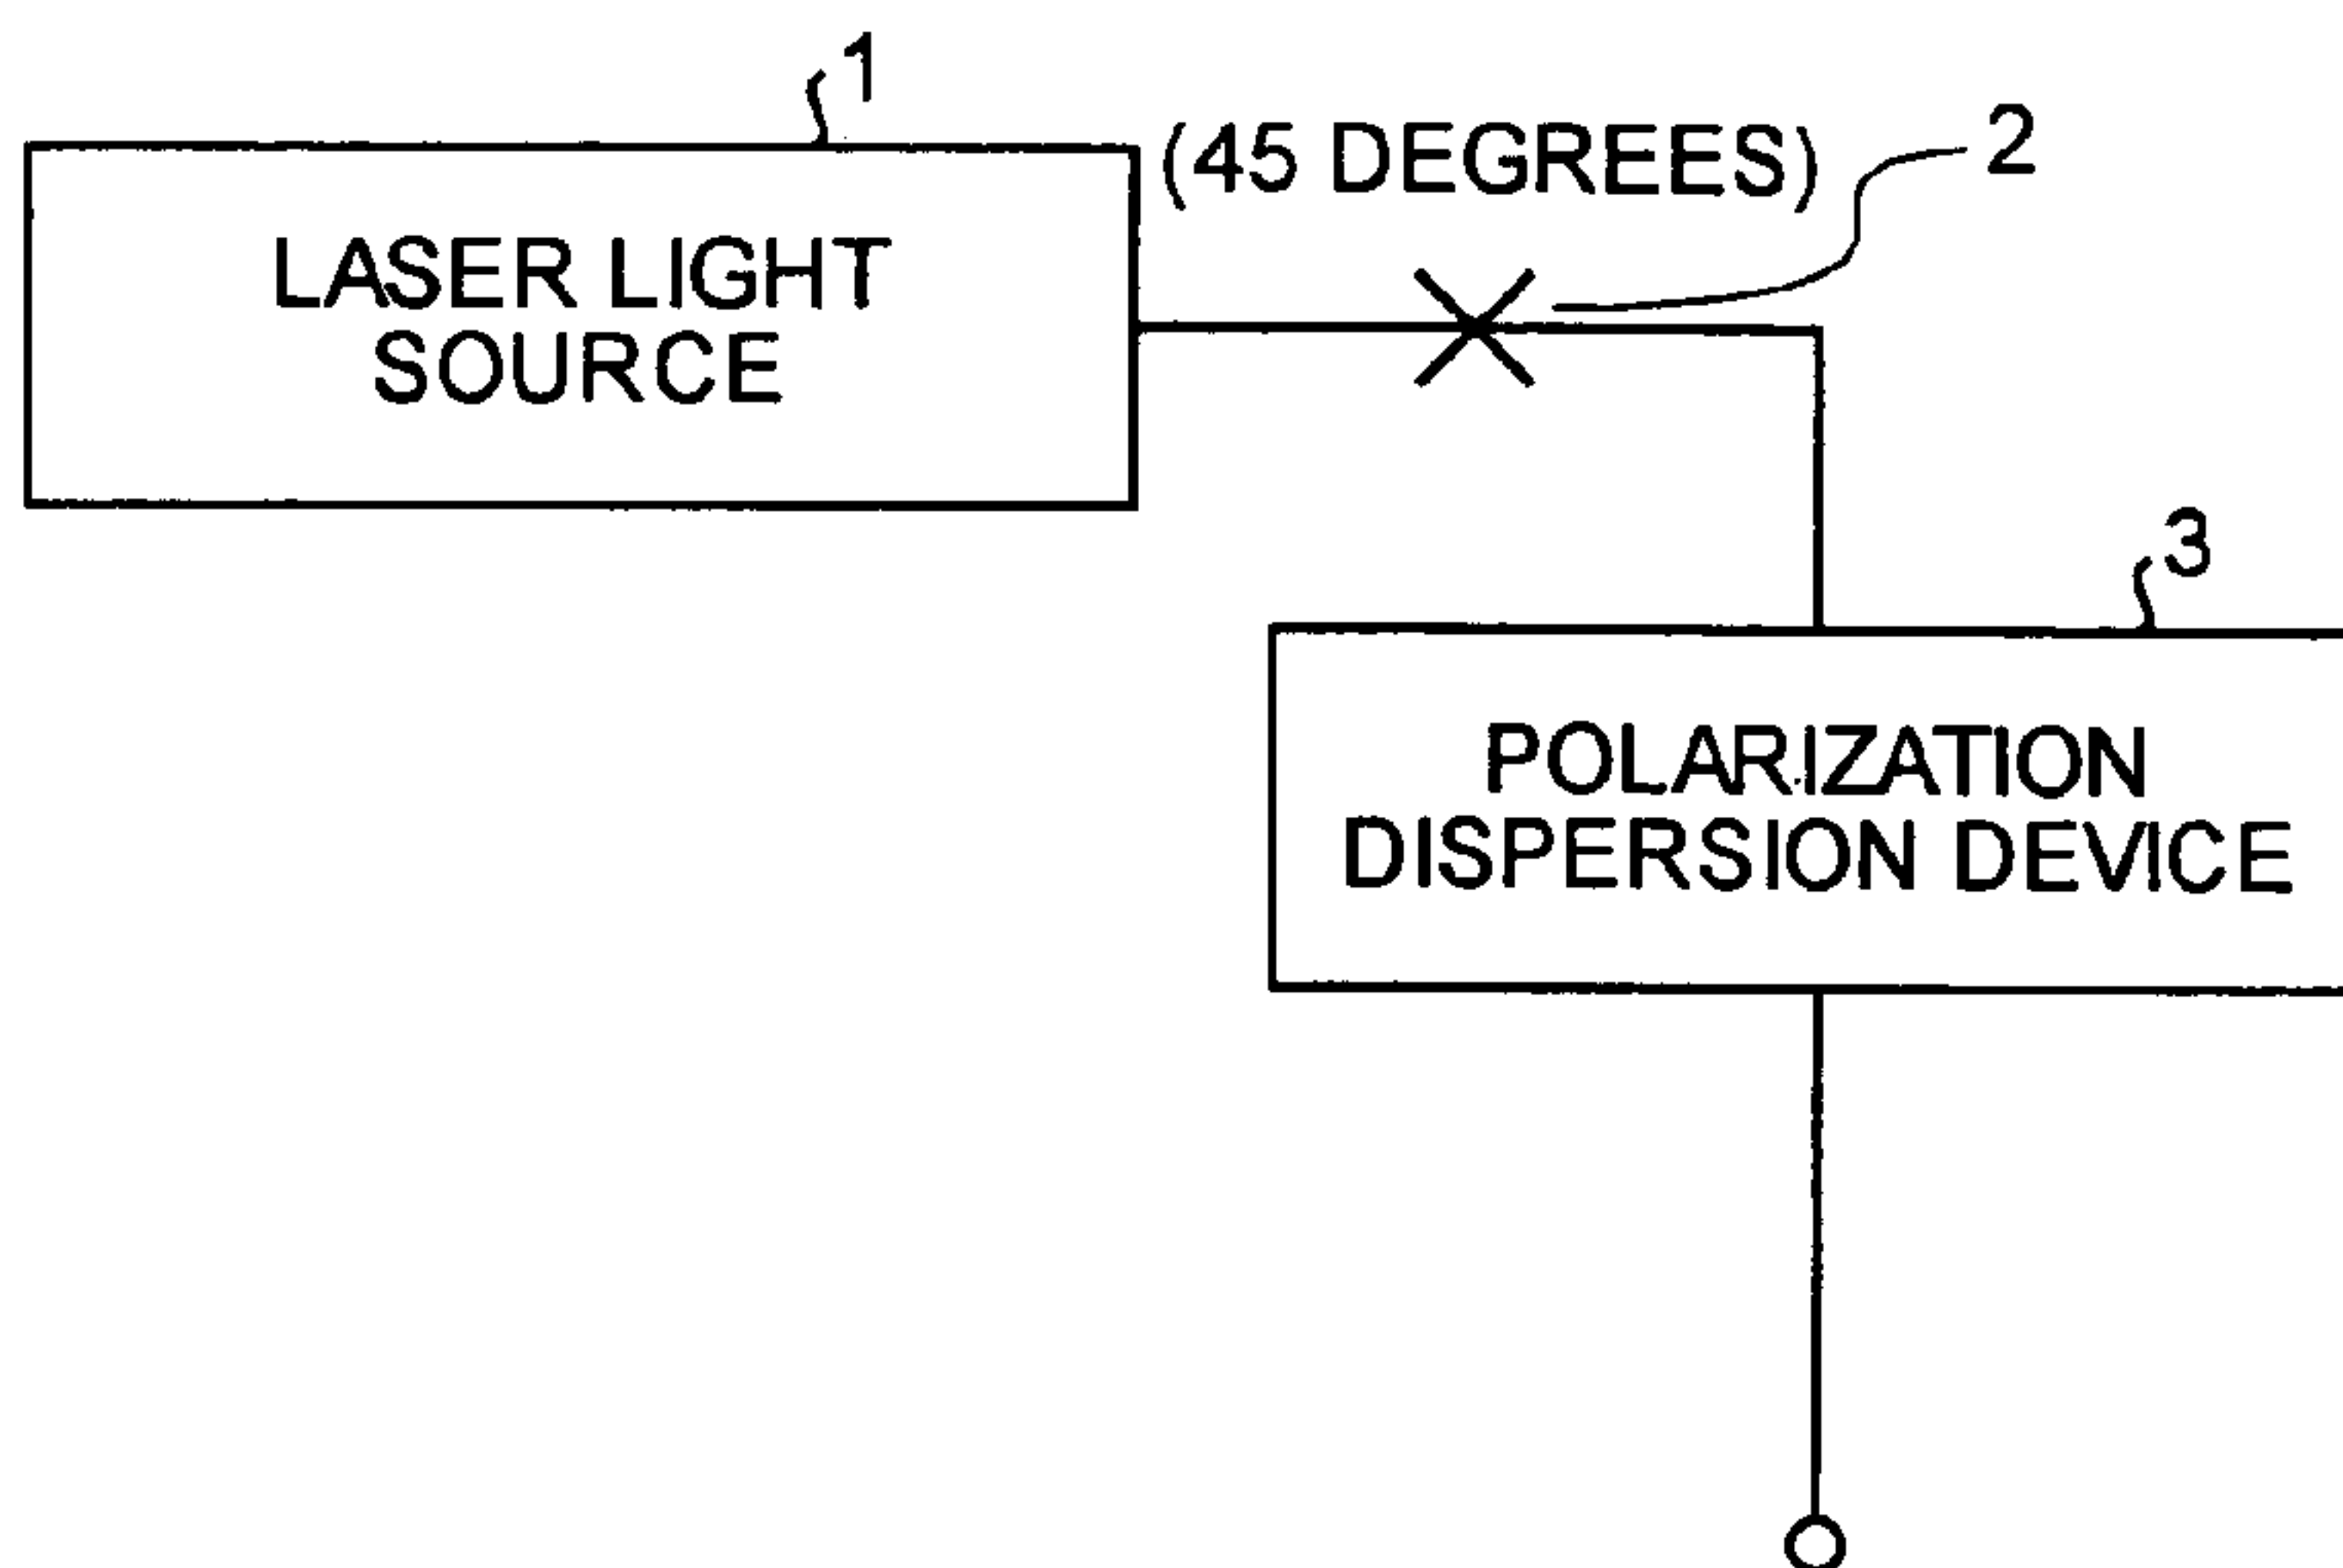 1
(45 DEGREES)
2
LASER LIGHT
SOURCE
3
POLARIZATION
DISPERSION DEVICE